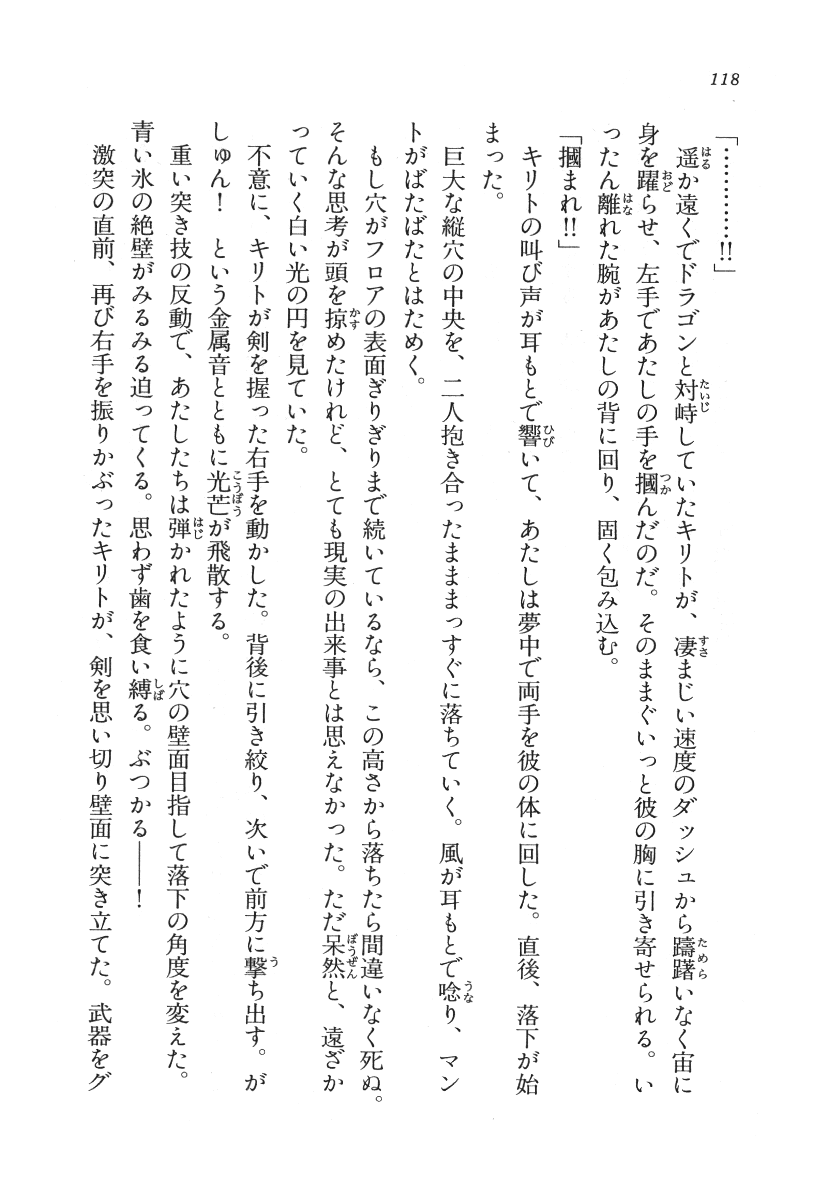 118
「…………!!」
遥か遠くでドラゴンと対峙していたキリトが、凄まじい速度のダッシュから躊躇いなく宙に
身を躍らせ、左手であたしの手を摑んだのだ。そのままぐいっと彼の胸に引き寄せられる。い
ったん離れた腕があたしの背に回り、固く包み込む。
「摑まれ!!」
キリトの叫び声が耳もとで響いて、あたしは夢中で両手を彼の体に回した。直後、落下が始
まった。
巨大な縦穴の中央を、二人抱き合ったまままっすぐに落ちていく。風が耳もとで唸り、マン
トがばたばたとはためく。
もし穴がフロアの表面ぎりぎりまで続いているなら、この高さから落ちたら間違いなく死ぬ。
そんな思考が頭を掠めたけれど、とても現実の出来事とは思えなかった。ただ呆然と、遠ざか
っていく白い光の円を見ていた。
不意に、キリトが剣を握った右手を動かした。背後に引き絞り、次いで前方に撃ち出す。が
しゅん！　という金属音とともに光芒が飛散する。
重い突き技の反動で、あたしたちは弾かれたように穴の壁面目指して落下の角度を変えた。
青い氷の絶壁がみるみる迫ってくる。思わず歯を食い縛る。ぶつかる――！
激突の直前、再び右手を振りかぶったキリトが、剣を思い切り壁面に突き立てた。武器をグ